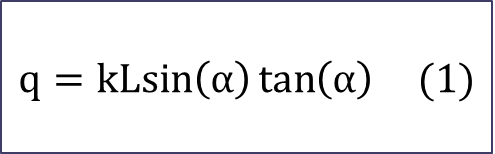 q = kLsin(α) tan(α) (1)